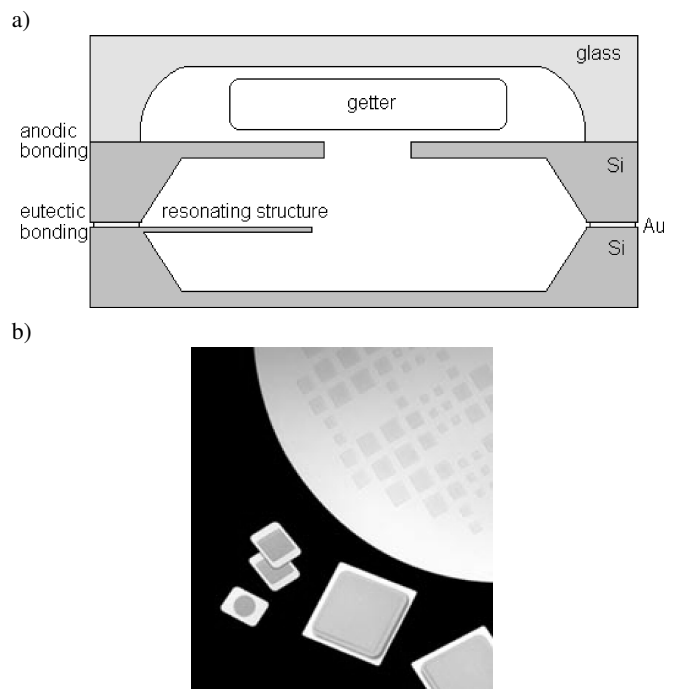 a)
glass
getter
anodic
bonding
Si
eutectic
bonding
resonating structure
Au
Si
b)